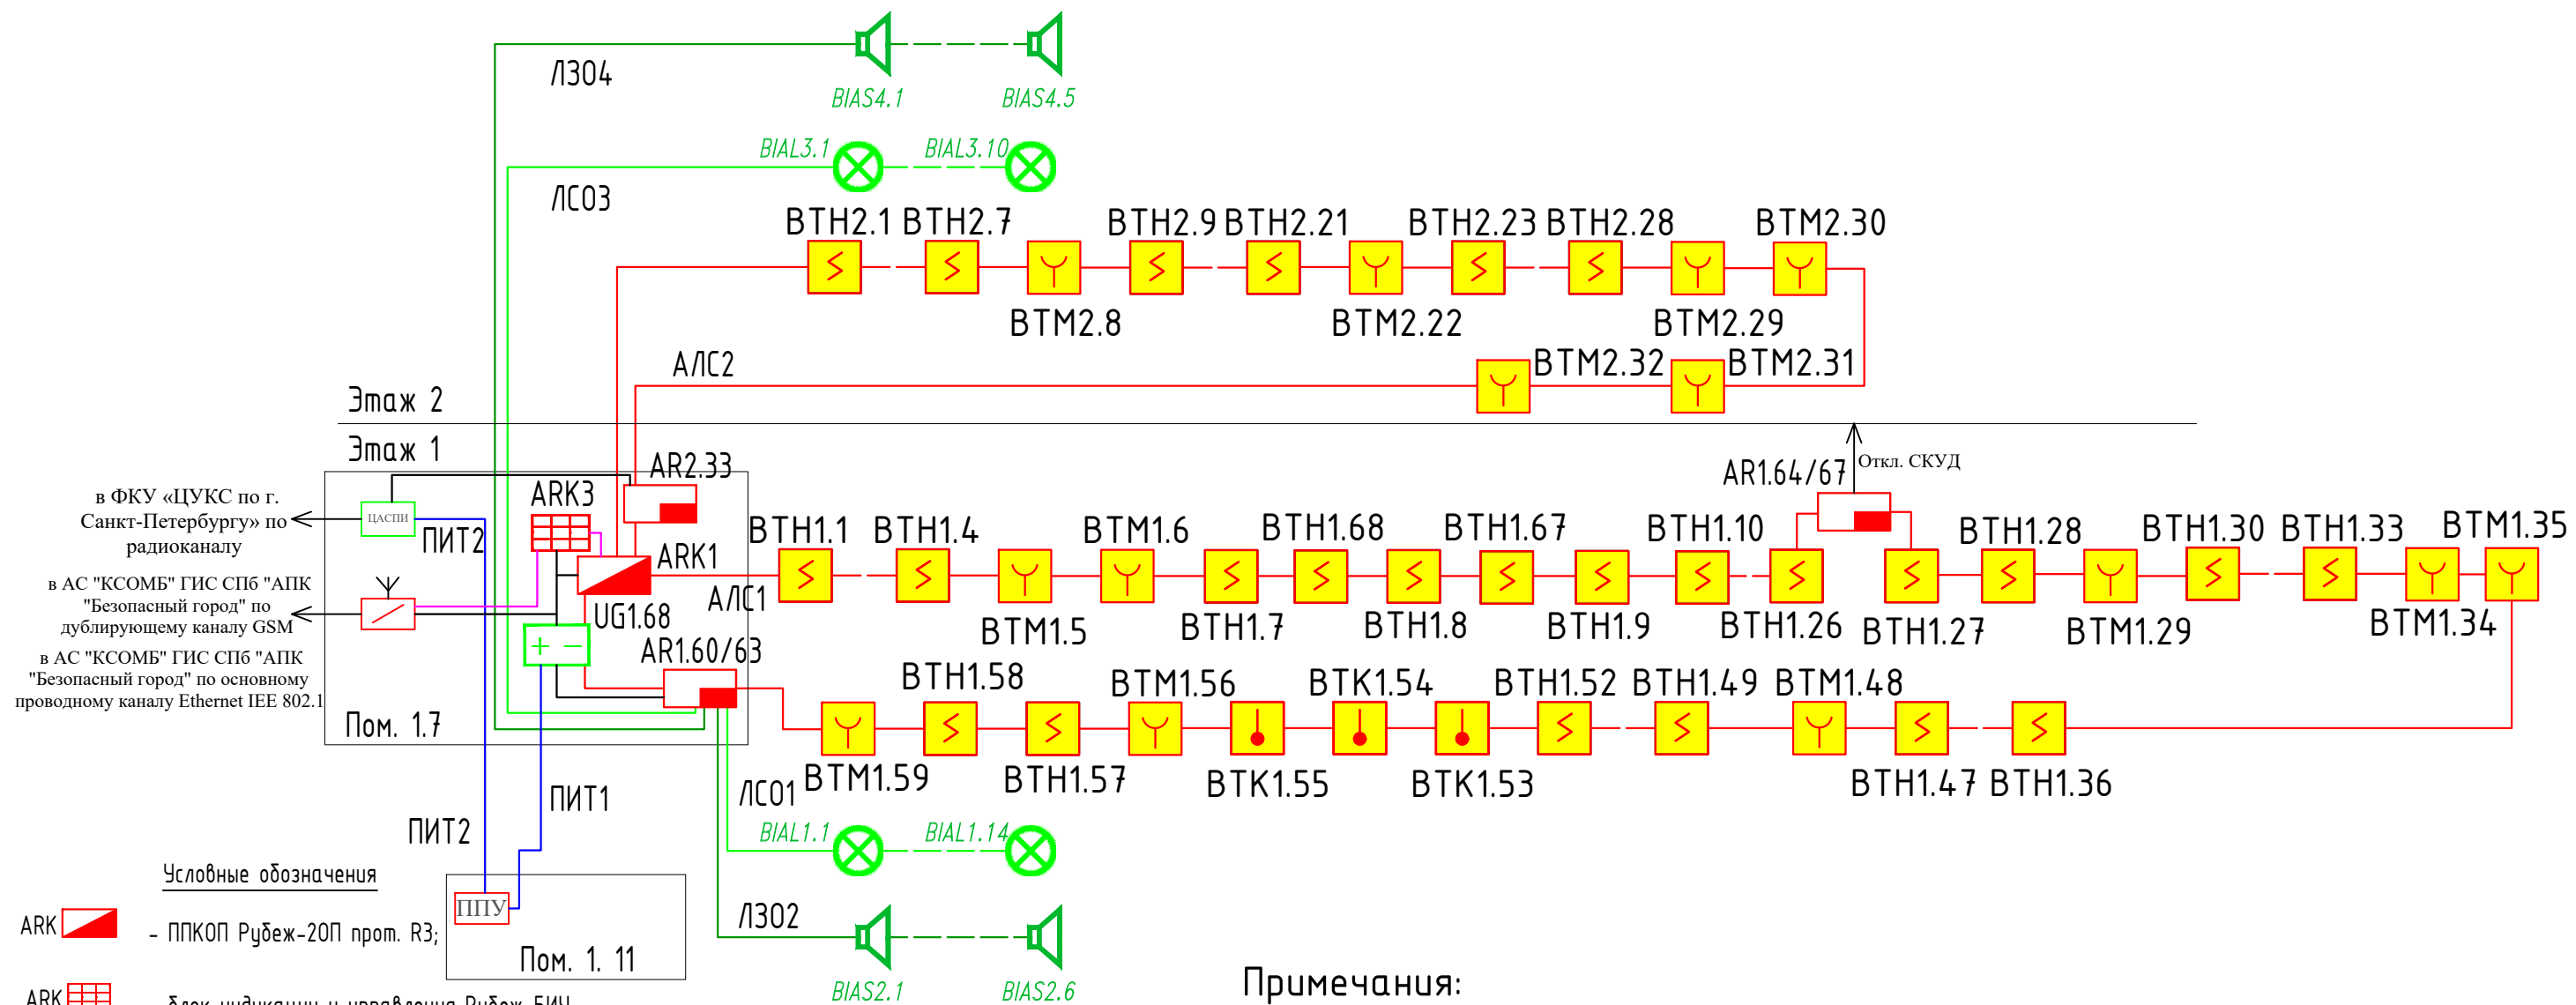 ЛЗО4
BIAS4.1
BIAS4.5
BIAL3.1
BIAL3.10
ЛСО3
BTH2.1
BTH2.7
BTH2.9
BTH2.21
BTH2.23
BTH2.28
BTM2.30
BTM2.8
BTM2.22
BTM2.29
АЛС2
BTM2.32
BTM2.31
Этаж 2
Этаж 1
AR2.33
AR1.64/67
Откл. СКУД
в ФКУ «ЦУКС по г.
Санкт-Петербургу» по
радиоканалу
ЦАСПИ
ПИТ2
ARK3
ARK1
BTH1.1
BTH1.4
BTM1.6
BTH1.68
BTH1.67
BTH1.10
BTH1.28
BTH1.30
BTH1.33
BTM1.35
АЛС1
BTM1.5
BTH1.7
BTH1.8
BTH1.9
BTH1.26
BTH1.27
BTM1.29
BTM1.34
в АС "КСОМБ" ГИС СПб "АПК
"Безопасный город" по
дублирующему каналу GSM
UG1.68
+ -
AR1.60/63
в АС "КСОМБ" ГИС СПб "АПК
"Безопасный город" по основному
проводному каналу Ethernet IEE 802.1
Пом. 1.7
BTH1.58
BTM1.56
BTK1.54
BTH1.52
BTH1.49
BTM1.48
BTM1.59
BTH1.57
BTK1.55
BTK1.53
BTH1.47
BTH1.36
ПИТ1
ПИТ2
ЛСО1
BIAL1.1
BIAL1.14
Условные обозначения
ППУ
Пом. 1. 11
ЛЗО2
BIAS2.1
BIAS2.6
ARK
- ППКОП Рубеж-2ОП прот. R3;
ARK
- блок индикации и управления Рубеж-БИУ
Примечания: